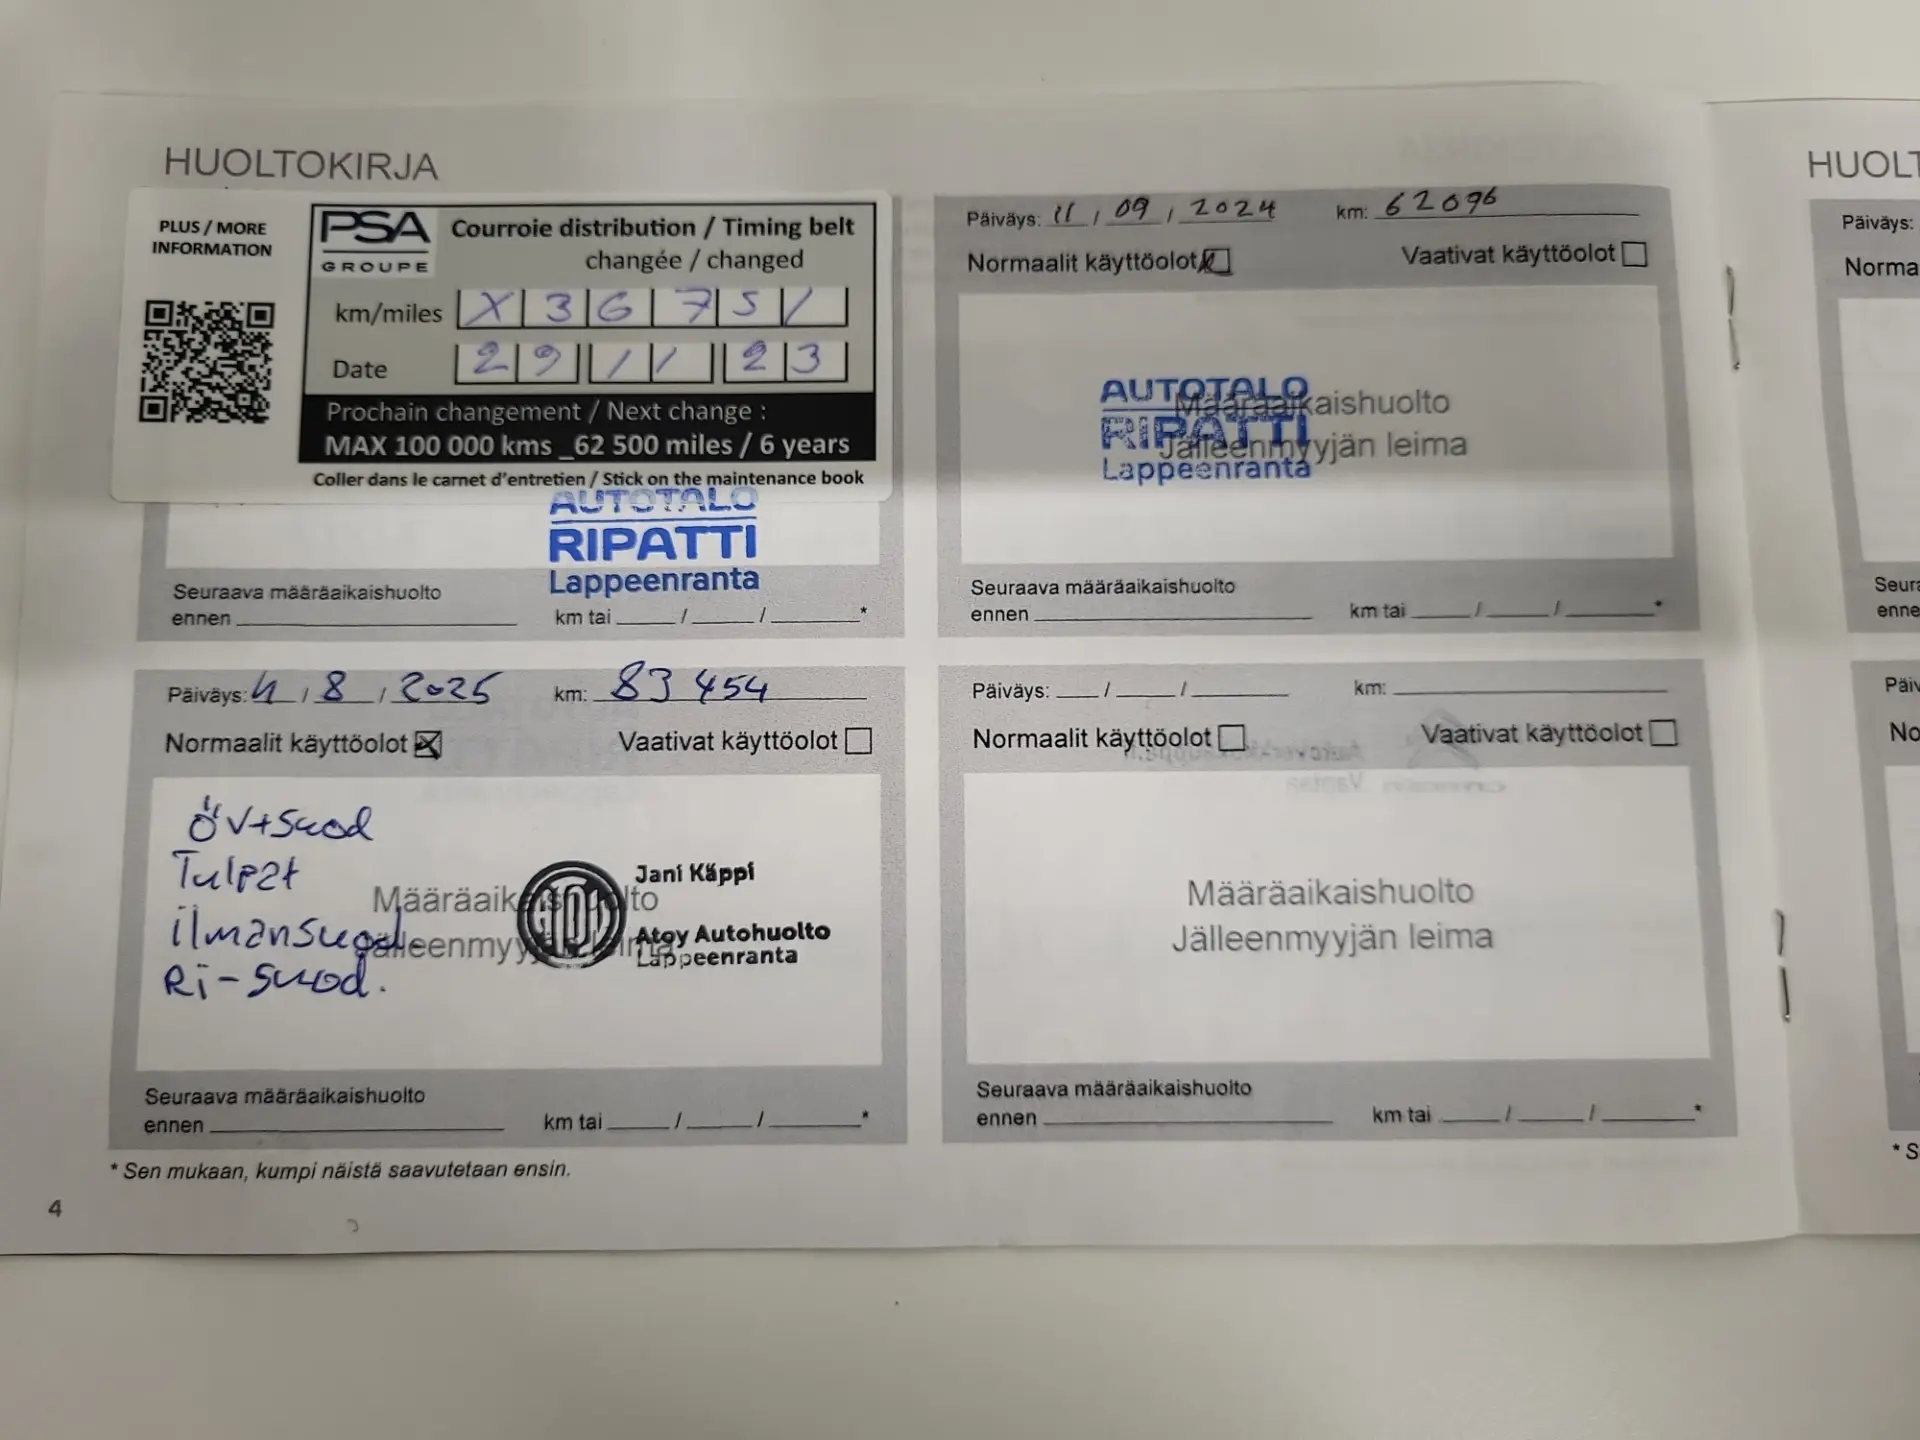 HUOLTOKIRJA
PLUS / MORE
INFORMATION
PSA
GROUPE
Courroie distribution / Timing belt
changée / changed
km/miles X 3 6 7 5 /
Date 2 9 / / 2 3
Prochain changement / Next change :
MAX 100 000 kms _62 500 miles / 6 years
Coller dans le carnet d'entretien / Stick on the maintenance book
AUTOTALO
RIPATTI
Lappeenranta
Seuraava määräaikaishuolto
ennen km tai / / *
Päiväys: 11 / 09 / 2024 km: 62096
Normaalit käyttöolot Vaativat käyttöolot
Määräaikaishuolto
Jälleenmyyjän leima
AUTOTALO
RIPATTI
Lappeenranta
Seuraava määräaikaishuolto
ennen km tai / / *
Päiväys: 4 / 8 / 2025 km: 83 454
Normaalit käyttöolot Vaativat käyttöolot
ÖV+Suod
Tulpat
ilmansuod.
Ri-suod.
Määräaikaishuolto
Jälleenmyyjän leima
Jani Käppi
Atoy Autohuolto
Lappeenranta
Seuraava määräaikaishuolto
ennen km tai / / *
Päiväys: / / km:
Normaalit käyttöolot Vaativat käyttöolot
Määräaikaishuolto
Jälleenmyyjän leima
Seuraava määräaikaishuolto
ennen km tai / / *
* Sen mukaan, kumpi näistä saavutetaan ensin.
4
HUOLT
Päiväys:
Norma
Seura
enne
Päiv
No
* S